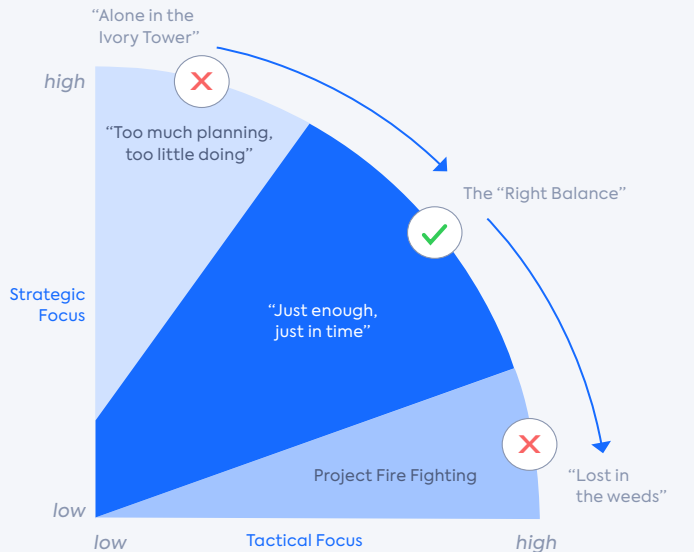 “Alone in the
Ivory Tower”
high
“Too much planning,
too little doing”
The “Right Balance”
Strategic
Focus
“Just enough,
just in time”
Project Fire Fighting
“Lost in
the weeds”
low
low
Tactical Focus
high